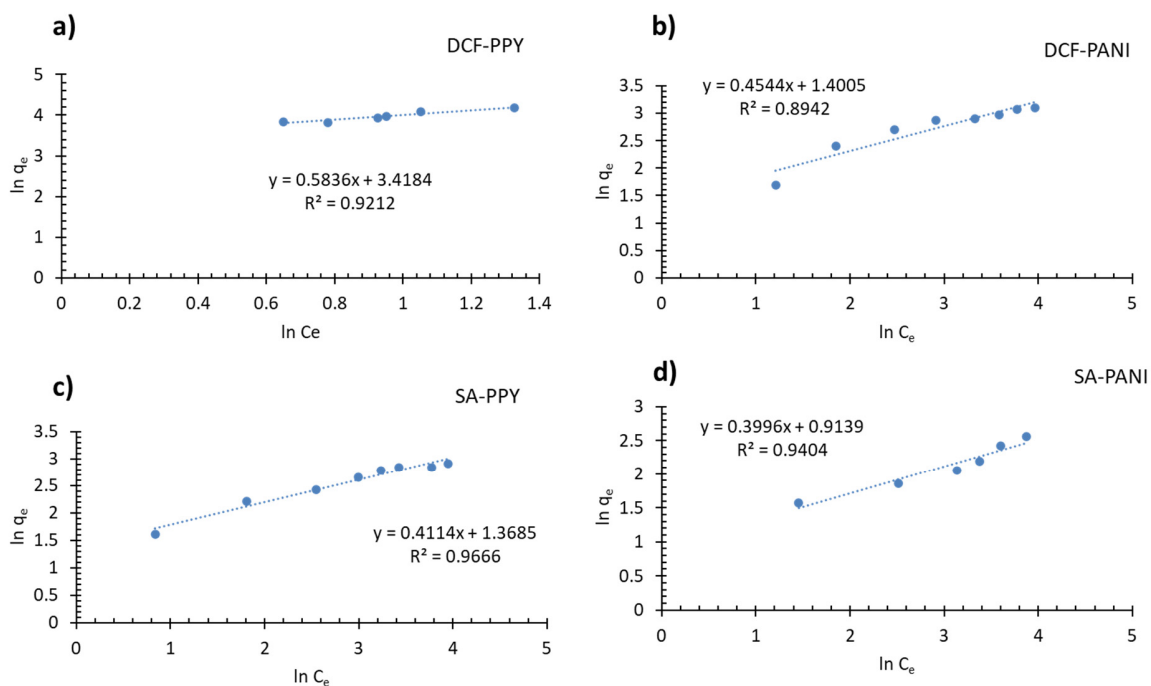 a)
DCF-PPY
5
4
3
2
1
0
ln qₑ
y = 0.5836x + 3.4184
R² = 0.9212
0 0.2 0.4 0.6 0.8 1 1.2 1.4
ln Ce
b)
DCF-PANI
3.5
3
2.5
2
1.5
1
0.5
0
ln qₑ
y = 0.4544x + 1.4005
R² = 0.8942
0 1 2 3 4 5
ln Cₑ
c)
SA-PPY
3.5
3
2.5
2
1.5
1
0.5
0
ln qₑ
y = 0.4114x + 1.3685
R² = 0.9666
0 1 2 3 4 5
ln Cₑ
d)
SA-PANI
3
2.5
2
1.5
1
0.5
0
ln qₑ
y = 0.3996x + 0.9139
R² = 0.9404
0 1 2 3 4 5
ln Cₑ